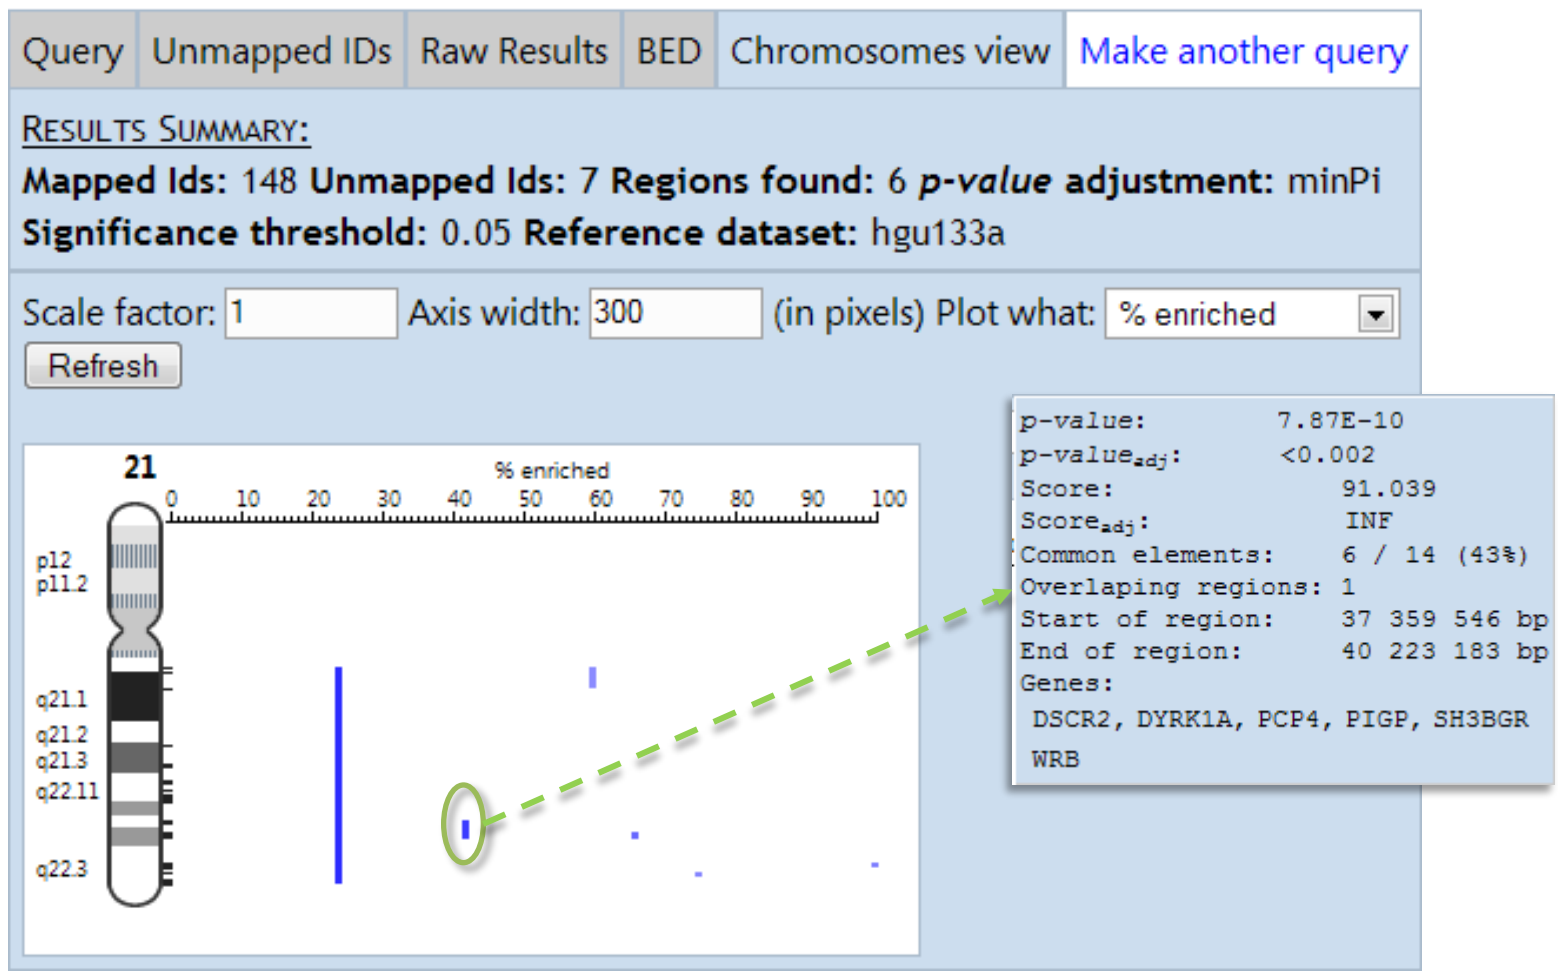 Query Unmapped IDs Raw Results BED Chromosomes view Make another query
RESULTS SUMMARY:
Mapped Ids: 148 Unmapped Ids: 7 Regions found: 6 p-value adjustment: minPi
Significance threshold: 0.05 Reference dataset: hgu133a
Scale factor: 1 Axis width: 300 (in pixels) Plot what: % enriched
Refresh
21
% enriched
0 10 20 30 40 50 60 70 80 90 100
p12
p11.2
q21.1
q21.2
q21.3
q22.11
q22.3
p-value: 7.87E-10
p-value adj: <0.002
Score: 91.039
Score adj: INF
Common elements: 6 / 14 (43%)
Overlaping regions: 1
Start of region: 37 359 546 bp
End of region: 40 223 183 bp
Genes:
DSCR2, DYRK1A, PCP4, PIGP, SH3BGR
WRB